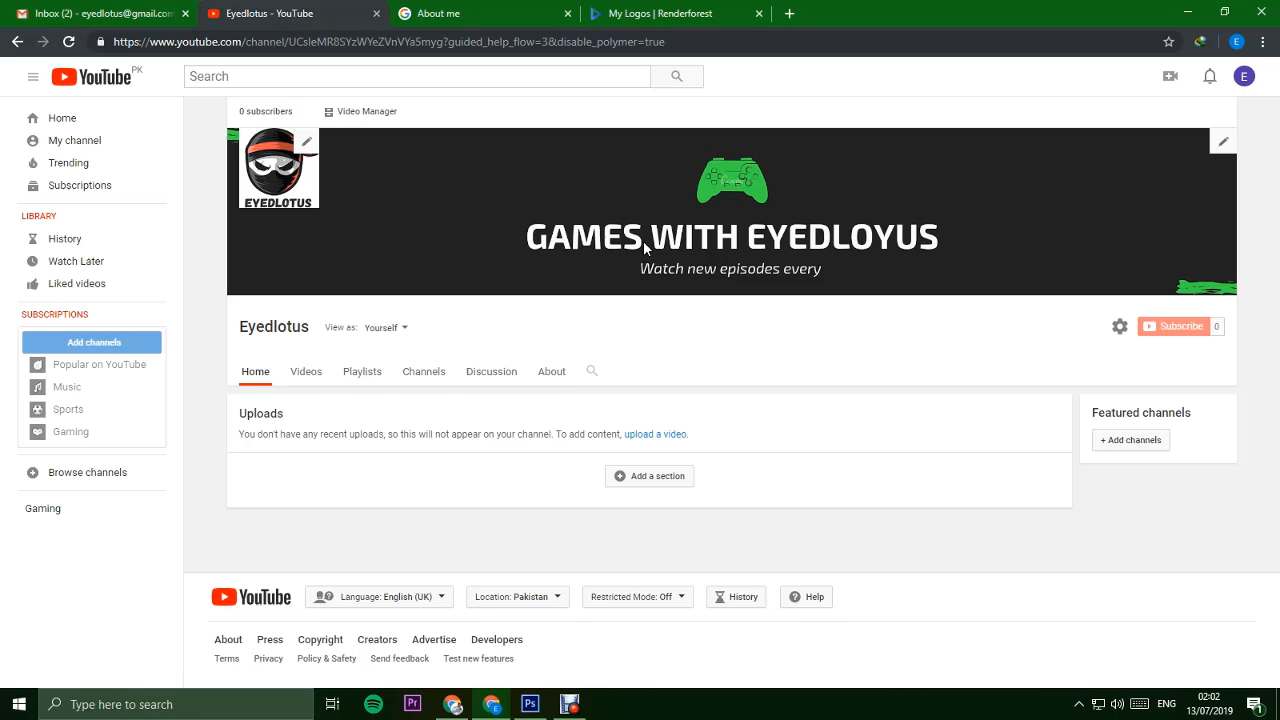 Inbox (2) - eyedlotus@gmail.com
Eyedlotus - YouTube
About me
My Logos | Renderforest
https://www.youtube.com/channel/UCsleMR8SYzWYeZVnVYa5myg?guided_help_flow=3&disable_polymer=true
E
YouTube PK
Search
E
Home
My channel
Trending
Subscriptions
LIBRARY
History
Watch Later
Liked videos
SUBSCRIPTIONS
Add channels
Popular on YouTube
Music
Sports
Gaming
Browse channels
Gaming
0 subscribers
Video Manager
EYEDLOTUS
GAMES WITH EYEDLOYUS
Watch new episodes every
Eyedlotus
View as: Yourself
Subscribe 0
Home Videos Playlists Channels Discussion About
Uploads
You don't have any recent uploads, so this will not appear on your channel. To add content, upload a video.
Add a section
Featured channels
+ Add channels
YouTube
Language: English (UK)
Location: Pakistan
Restricted Mode: Off
History
Help
About Press Copyright Creators Advertise Developers
Terms Privacy Policy & Safety Send feedback Test new features
Type here to search
Pr
E
Ps
ENG
02:02
13/07/2019
1